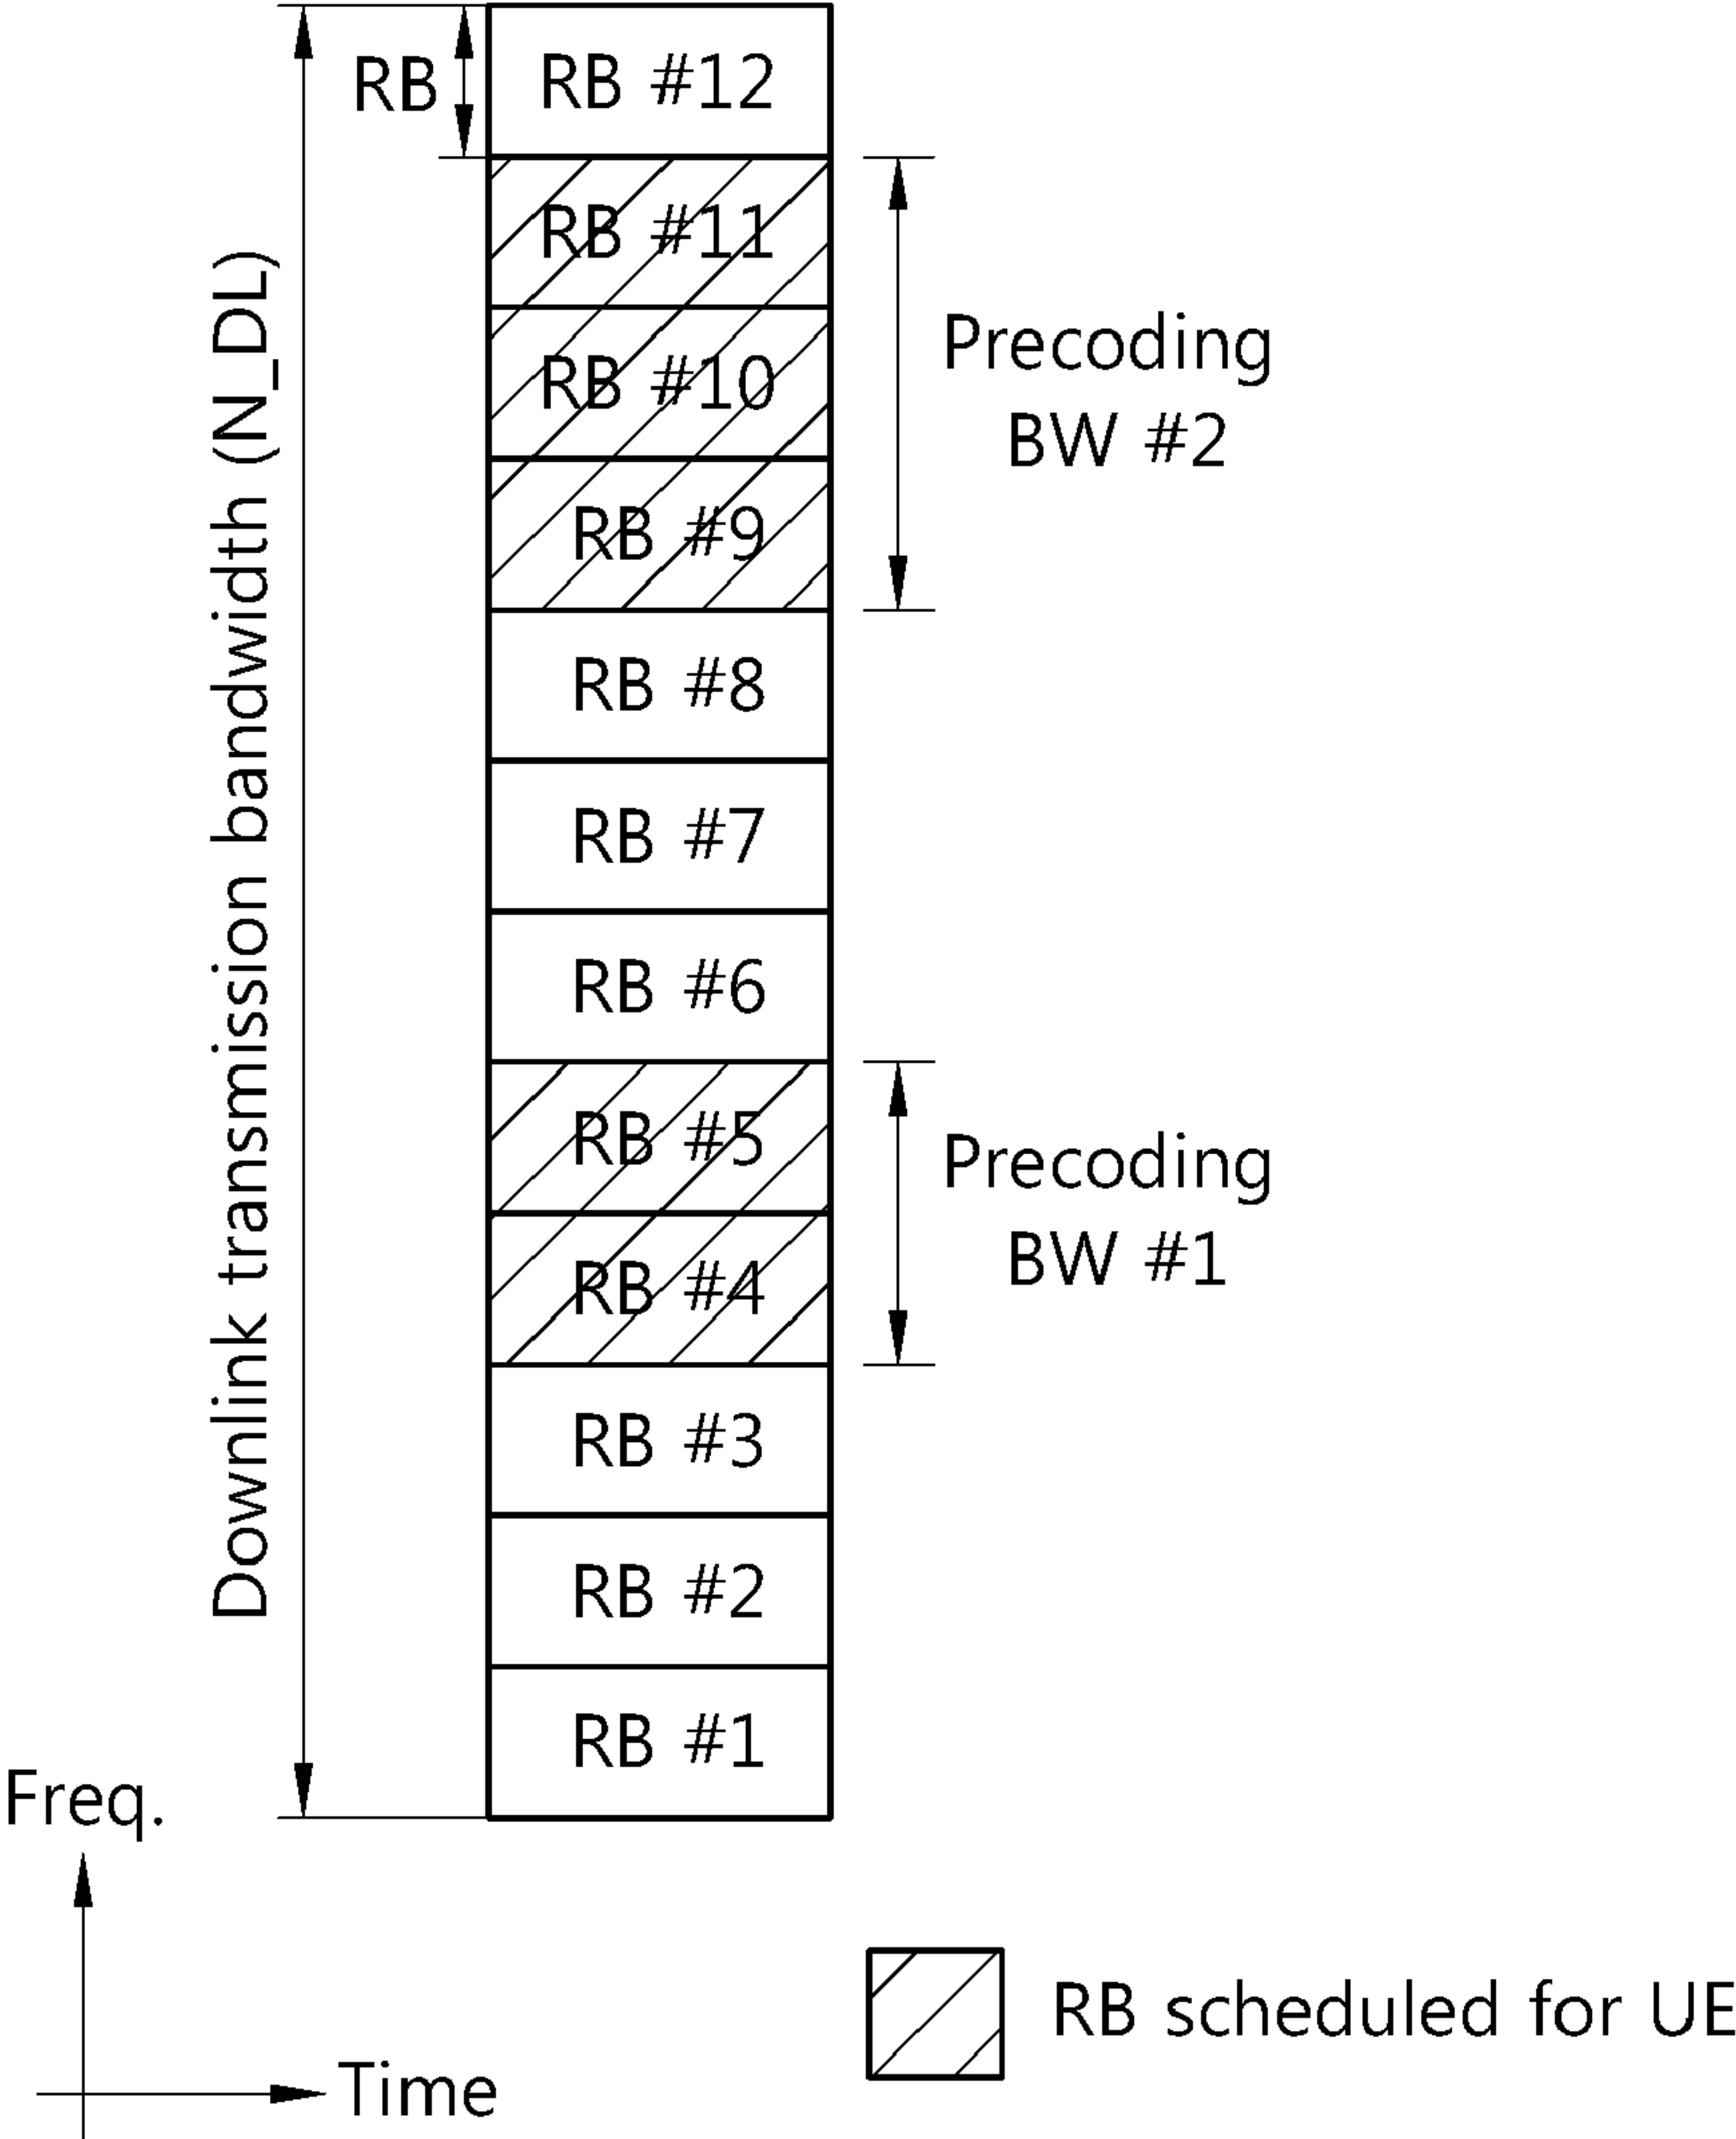 RB
RB #12
RB #11
RB #10
RB #9
RB #8
RB #7
RB #6
RB #5
RB #4
RB #3
RB #2
RB #1
Downlink transmission bandwidth (N_DL)
Precoding
BW #2
Precoding
BW #1
Freq.
Time
RB scheduled for UE